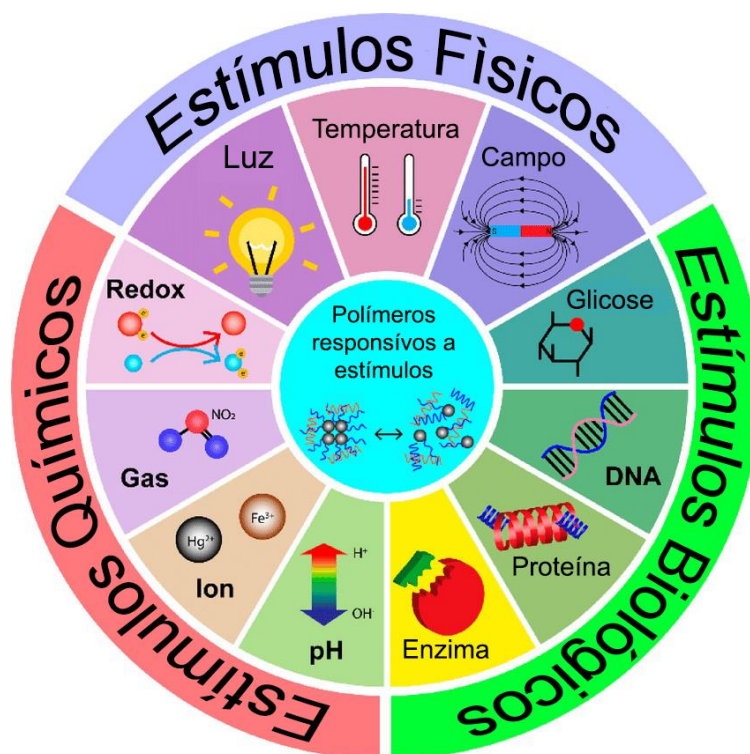 Estímulos Fìsicos
Estímulos Químicos
Estímulos Biológicos
Luz
Temperatura
Campo
Glicose
DNA
Proteína
Enzima
pH
H⁺
OH⁻
Ion
Hg²⁺
Fe³⁺
Gas
NO₂
Redox
e
e
e
e
Polímeros
responsívos a
estímulos